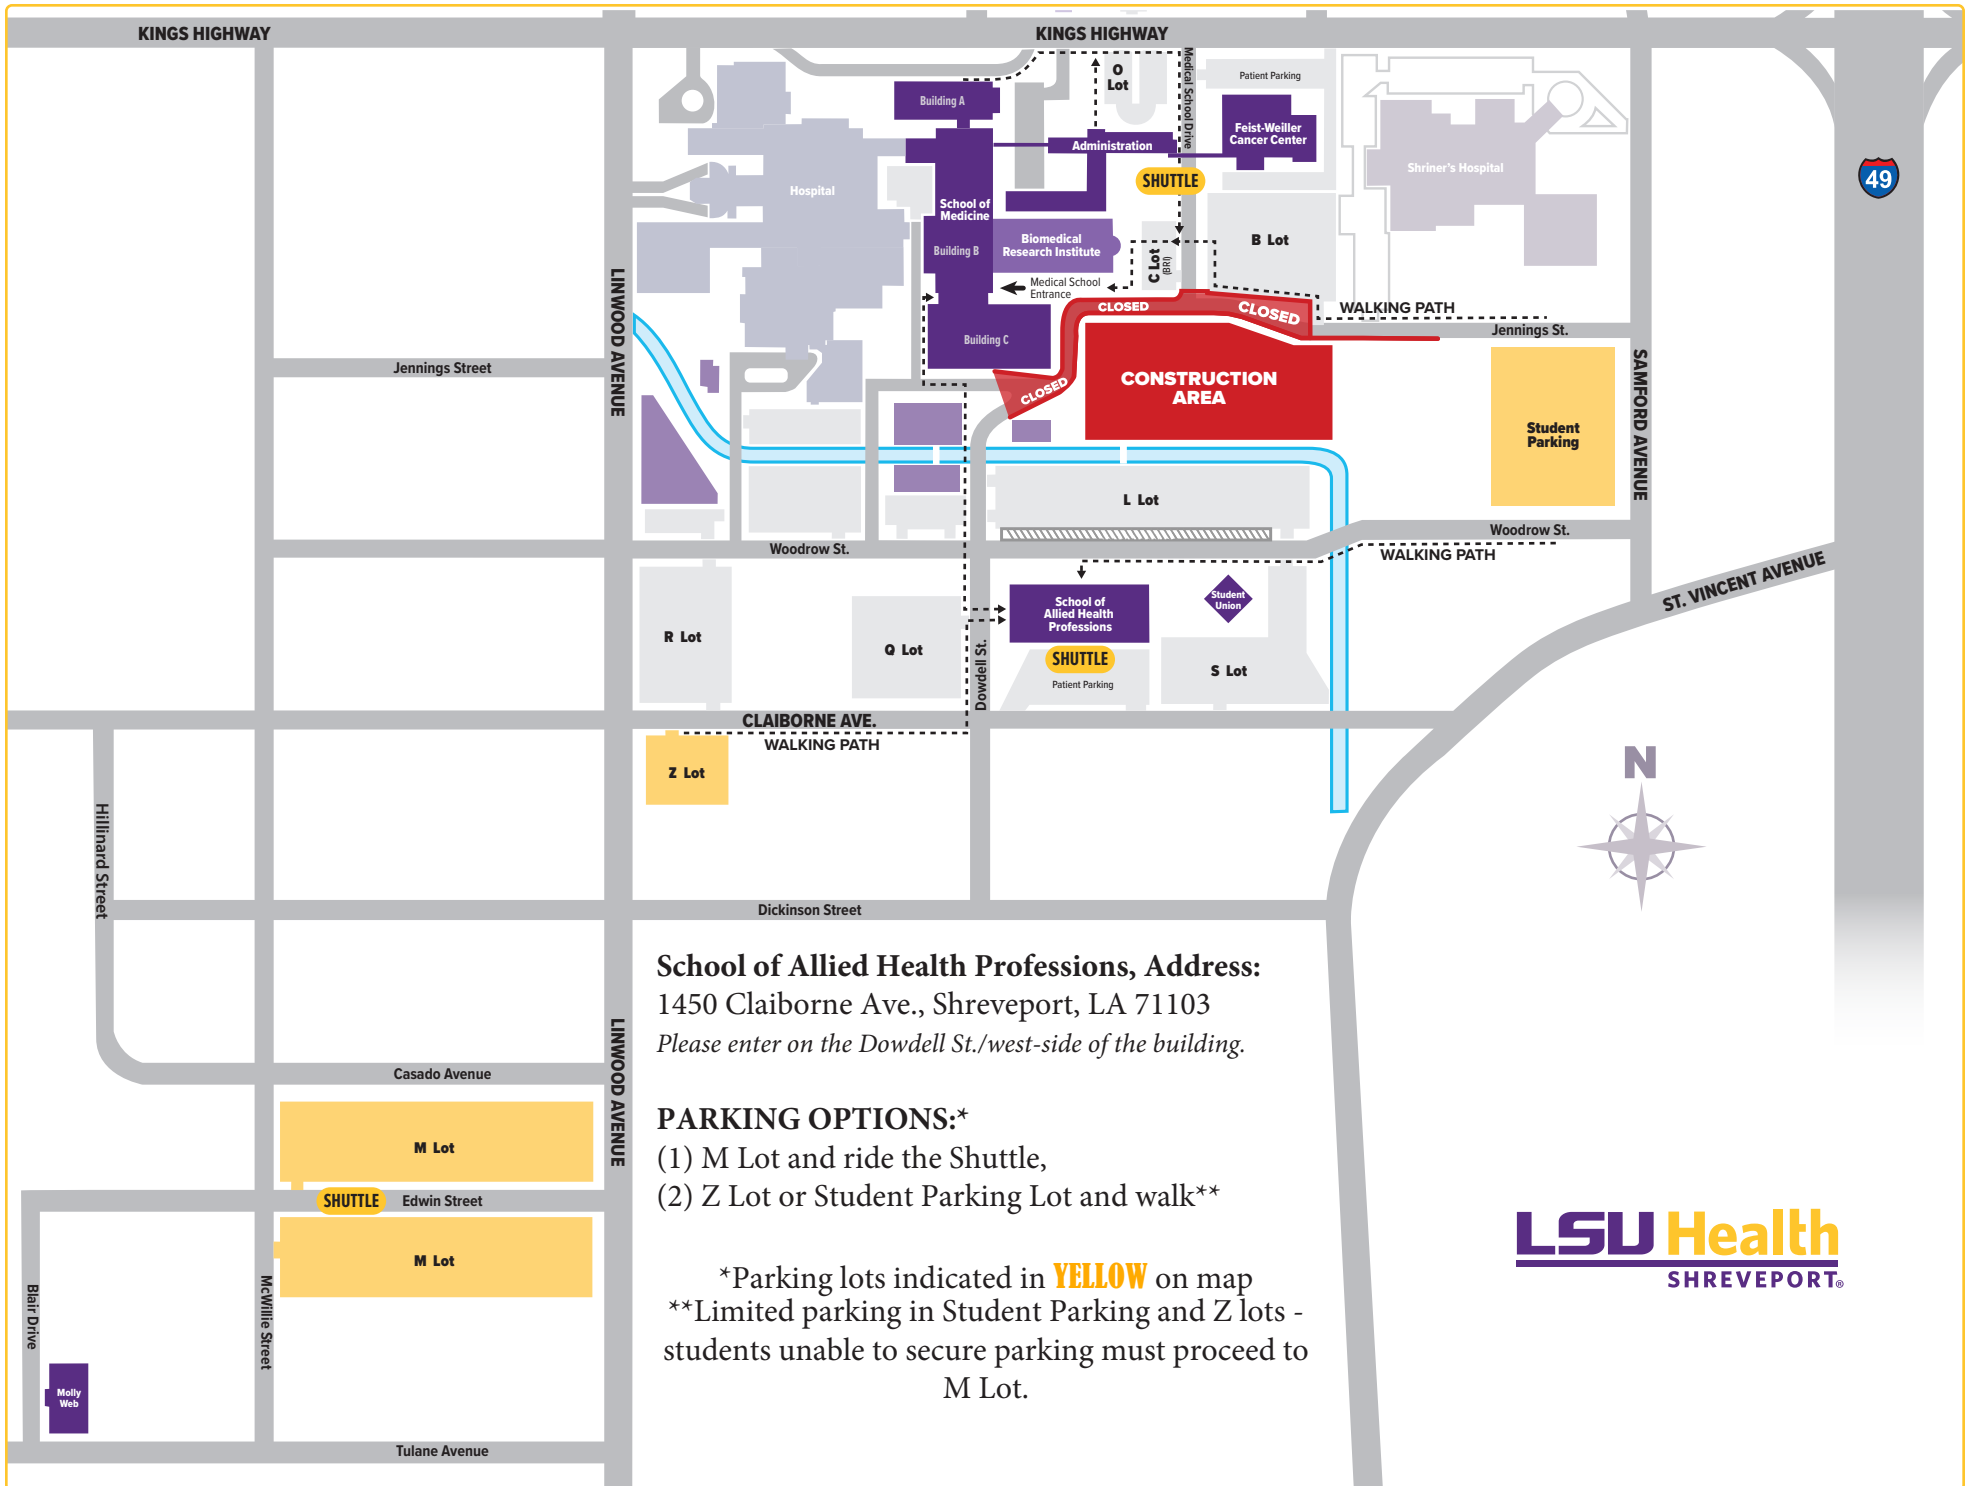 KINGS HIGHWAY
KINGS HIGHWAY
O
Lot
Medical School Drive
Patient Parking
Building A
Feist-Weiller
Cancer Center
Administration
Shriner's Hospital
49
SHUTTLE
Hospital
School of
Medicine
Building B
Biomedical
Research Institute
C Lot
(BRI)
B Lot
Medical School
Entrance
CLOSED
CLOSED
WALKING PATH
LINWOOD AVENUE
Jennings St.
Building C
Jennings Street
CLOSED
CONSTRUCTION
AREA
SAMFORD AVENUE
Student
Parking
L Lot
Woodrow St.
Woodrow St.
WALKING PATH
ST. VINCENT AVENUE
School of
Allied Health
Professions
Student
Union
R Lot
Q Lot
Dowdell St.
SHUTTLE
Patient Parking
S Lot
CLAIBORNE AVE.
WALKING PATH
Z Lot
N
Hillinard Street
Dickinson Street
School of Allied Health Professions, Address:
1450 Claiborne Ave., Shreveport, LA 71103
Please enter on the Dowdell St./west-side of the building.
LINWOOD AVENUE
Casado Avenue
PARKING OPTIONS:*
(1) M Lot and ride the Shuttle,
(2) Z Lot or Student Parking Lot and walk**
M Lot
SHUTTLE
Edwin Street
M Lot
*Parking lots indicated in YELLOW on map
**Limited parking in Student Parking and Z lots -
students unable to secure parking must proceed to
M Lot.
LSU Health
SHREVEPORT®
Blair Drive
McWillie Street
Molly
Web
Tulane Avenue